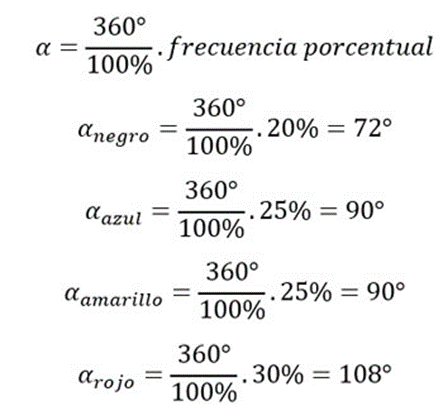 α = 360°/100% . frecuencia porcentual
α_negro = 360°/100% . 20% = 72°
α_azul = 360°/100% . 25% = 90°
α_amarillo = 360°/100% . 25% = 90°
α_rojo = 360°/100% . 30% = 108°